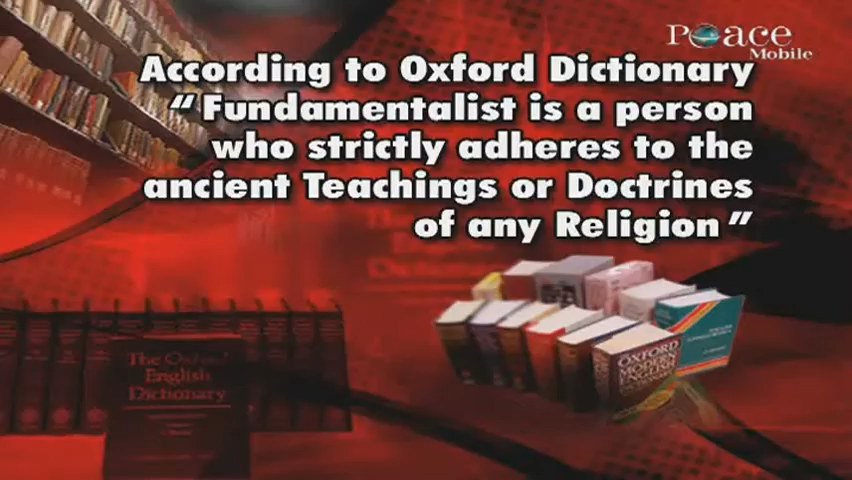 Peace
Mobile
According to Oxford Dictionary
“Fundamentalist is a person
who strictly adheres to the
ancient Teachings or Doctrines
of any Religion”
The Oxford
English
Dictionary
OXFORD
MODERN
ENGLISH
DICTIONARY